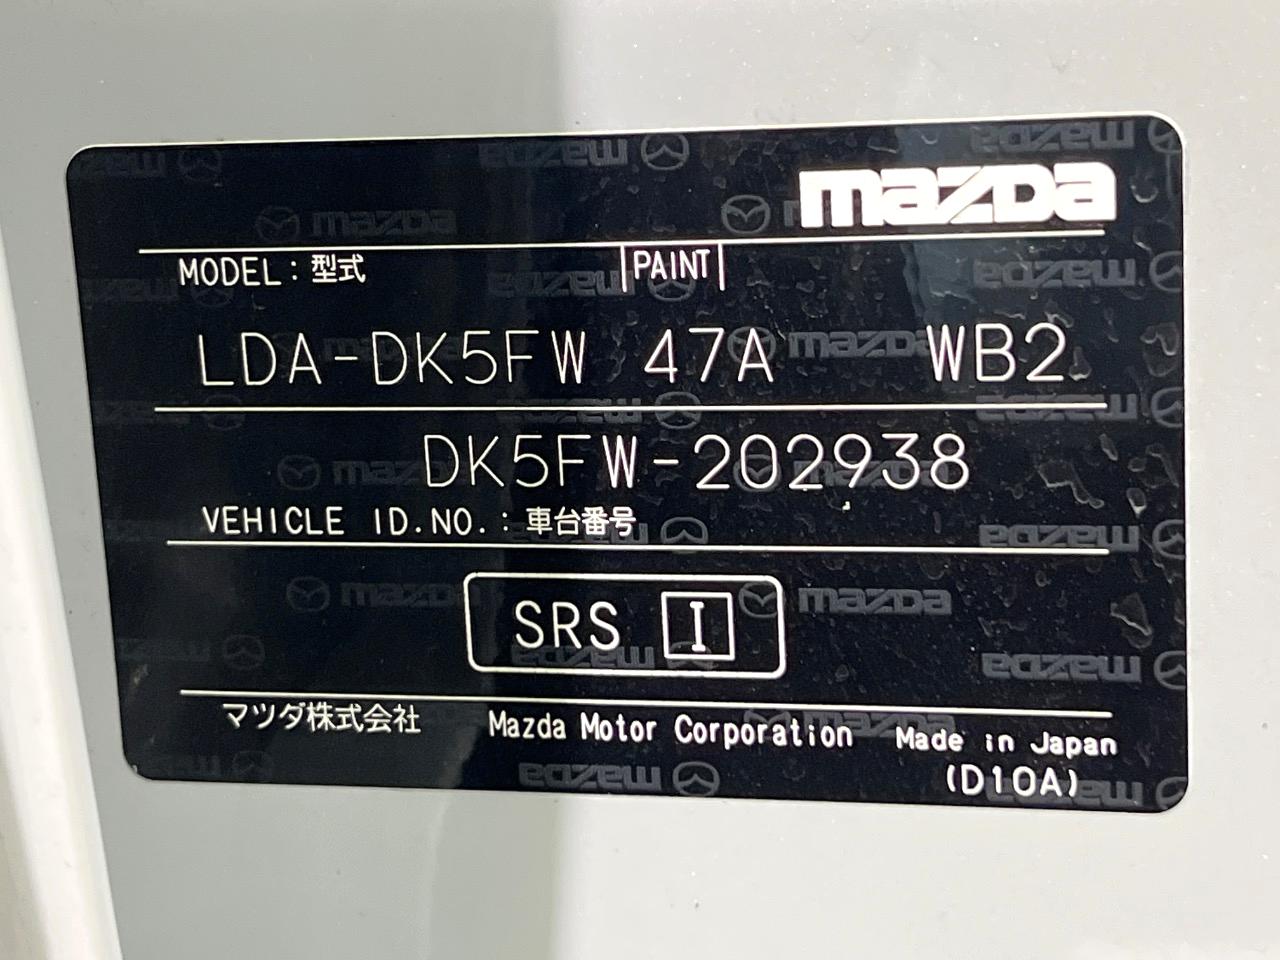 mazda
MODEL : 型式 PAINT
LDA-DK5FW 47A WB2
DK5FW-202938
VEHICLE ID.NO. : 車台番号
SRS I
マツダ株式会社 Mazda Motor Corporation Made in Japan
(D10A)